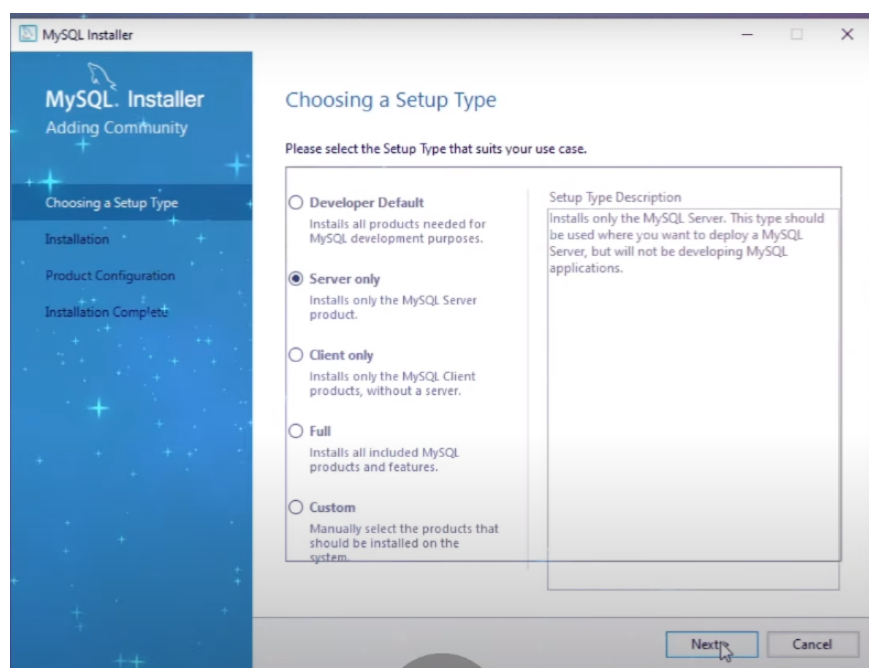 MySQL Installer
MySQL. Installer
Adding Community
Choosing a Setup Type
Installation
Product Configuration
Installation Complete
Choosing a Setup Type
Please select the Setup Type that suits your use case.
Developer Default
Installs all products needed for
MySQL development purposes.
Server only
Installs only the MySQL Server
product.
Client only
Installs only the MySQL Client
products, without a server.
Full
Installs all included MySQL
products and features.
Custom
Manually select the products that
should be installed on the
system.
Setup Type Description
Installs only the MySQL Server. This type should
be used where you want to deploy a MySQL
Server, but will not be developing MySQL
applications.
Next
Cancel